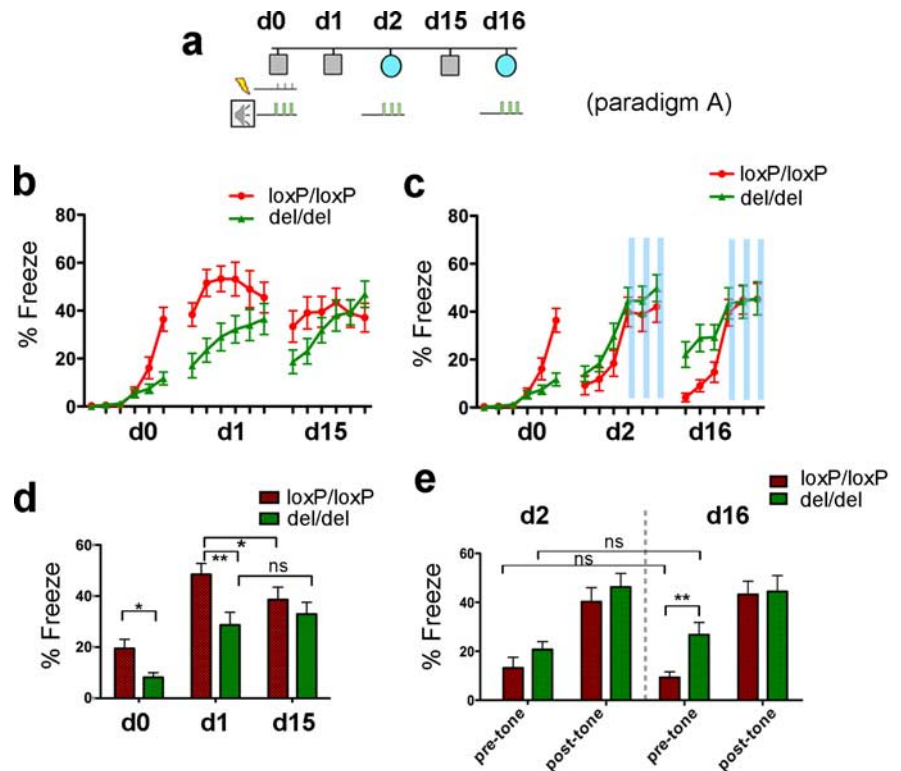 a
d0 d1 d2 d15 d16
(paradigm A)
b
loxP/loxP
del/del
80
60
40
20
0
% Freeze
d0 d1 d15
c
loxP/loxP
del/del
80
60
40
20
0
% Freeze
d0 d2 d16
d
loxP/loxP
del/del
60
40
20
0
% Freeze
*
**
*
ns
d0 d1 d15
e
loxP/loxP
del/del
d2 d16
60
40
20
0
% Freeze
ns
ns
**
pre-tone post-tone pre-tone post-tone